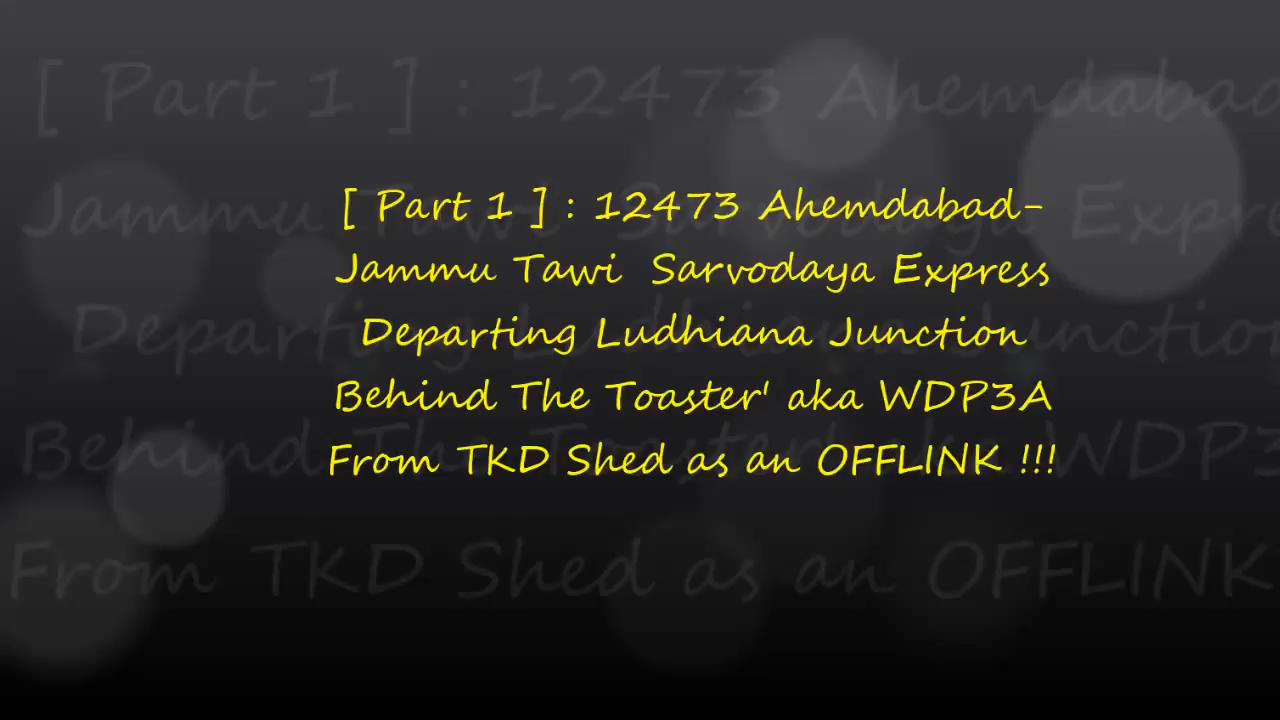 [ Part 1 ] : 12473 Ahemdabad-
Jammu Tawi Sarvodaya Express
Departing Ludhiana Junction
Behind The Toaster' aka WDP3A
From TKD Shed as an OFFLINK !!!